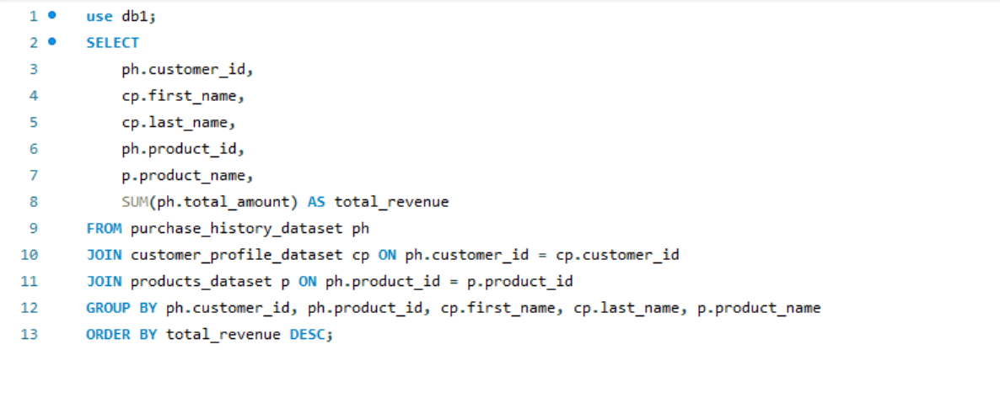 1 use db1;
2 SELECT
3 ph.customer_id,
4 cp.first_name,
5 cp.last_name,
6 ph.product_id,
7 p.product_name,
8 SUM(ph.total_amount) AS total_revenue
9 FROM purchase_history_dataset ph
10 JOIN customer_profile_dataset cp ON ph.customer_id = cp.customer_id
11 JOIN products_dataset p ON ph.product_id = p.product_id
12 GROUP BY ph.customer_id, ph.product_id, cp.first_name, cp.last_name, p.product_name
13 ORDER BY total_revenue DESC;